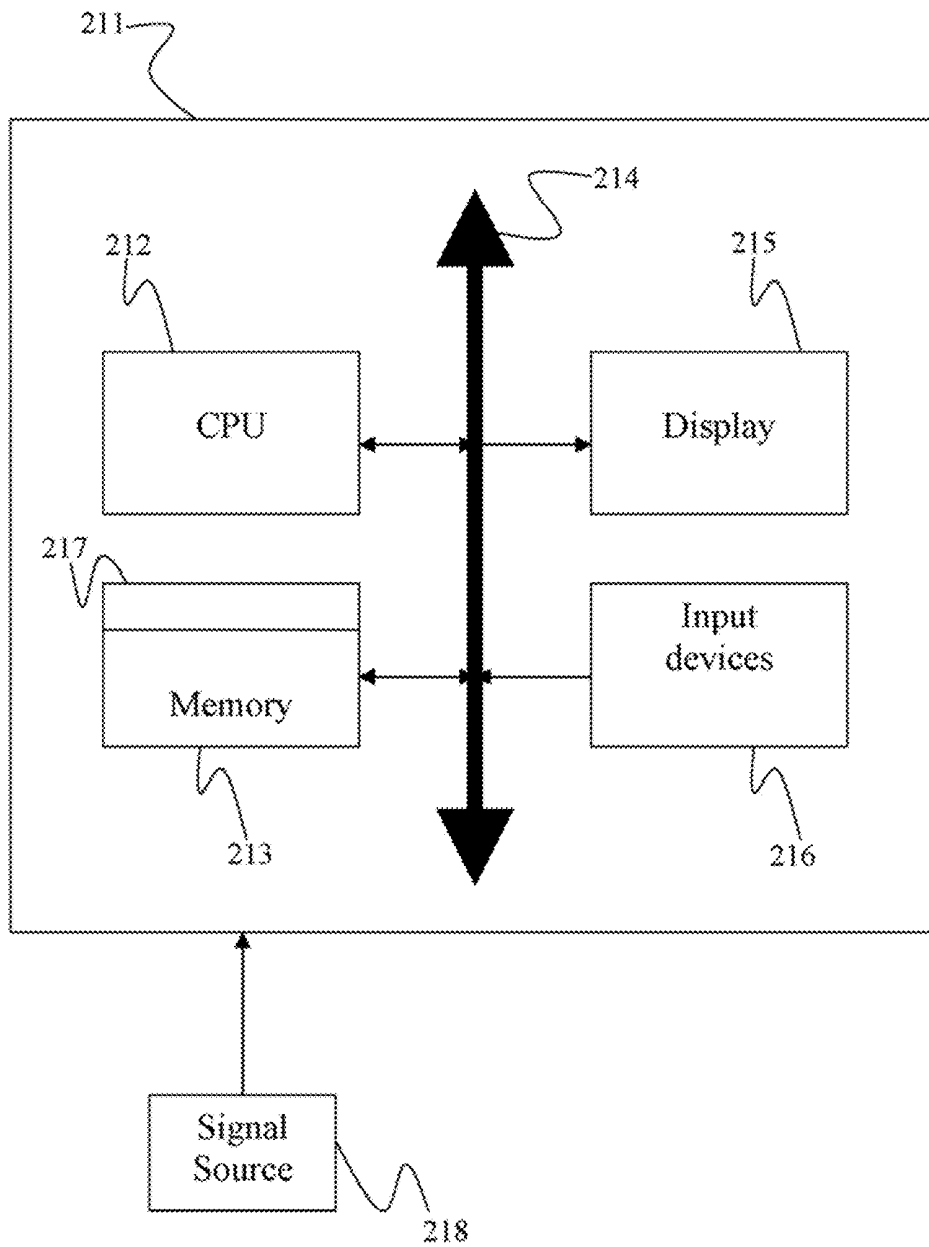 211
214
212
215
CPU
Display
217
Input
devices
Memory
213
216
Signal
Source
218